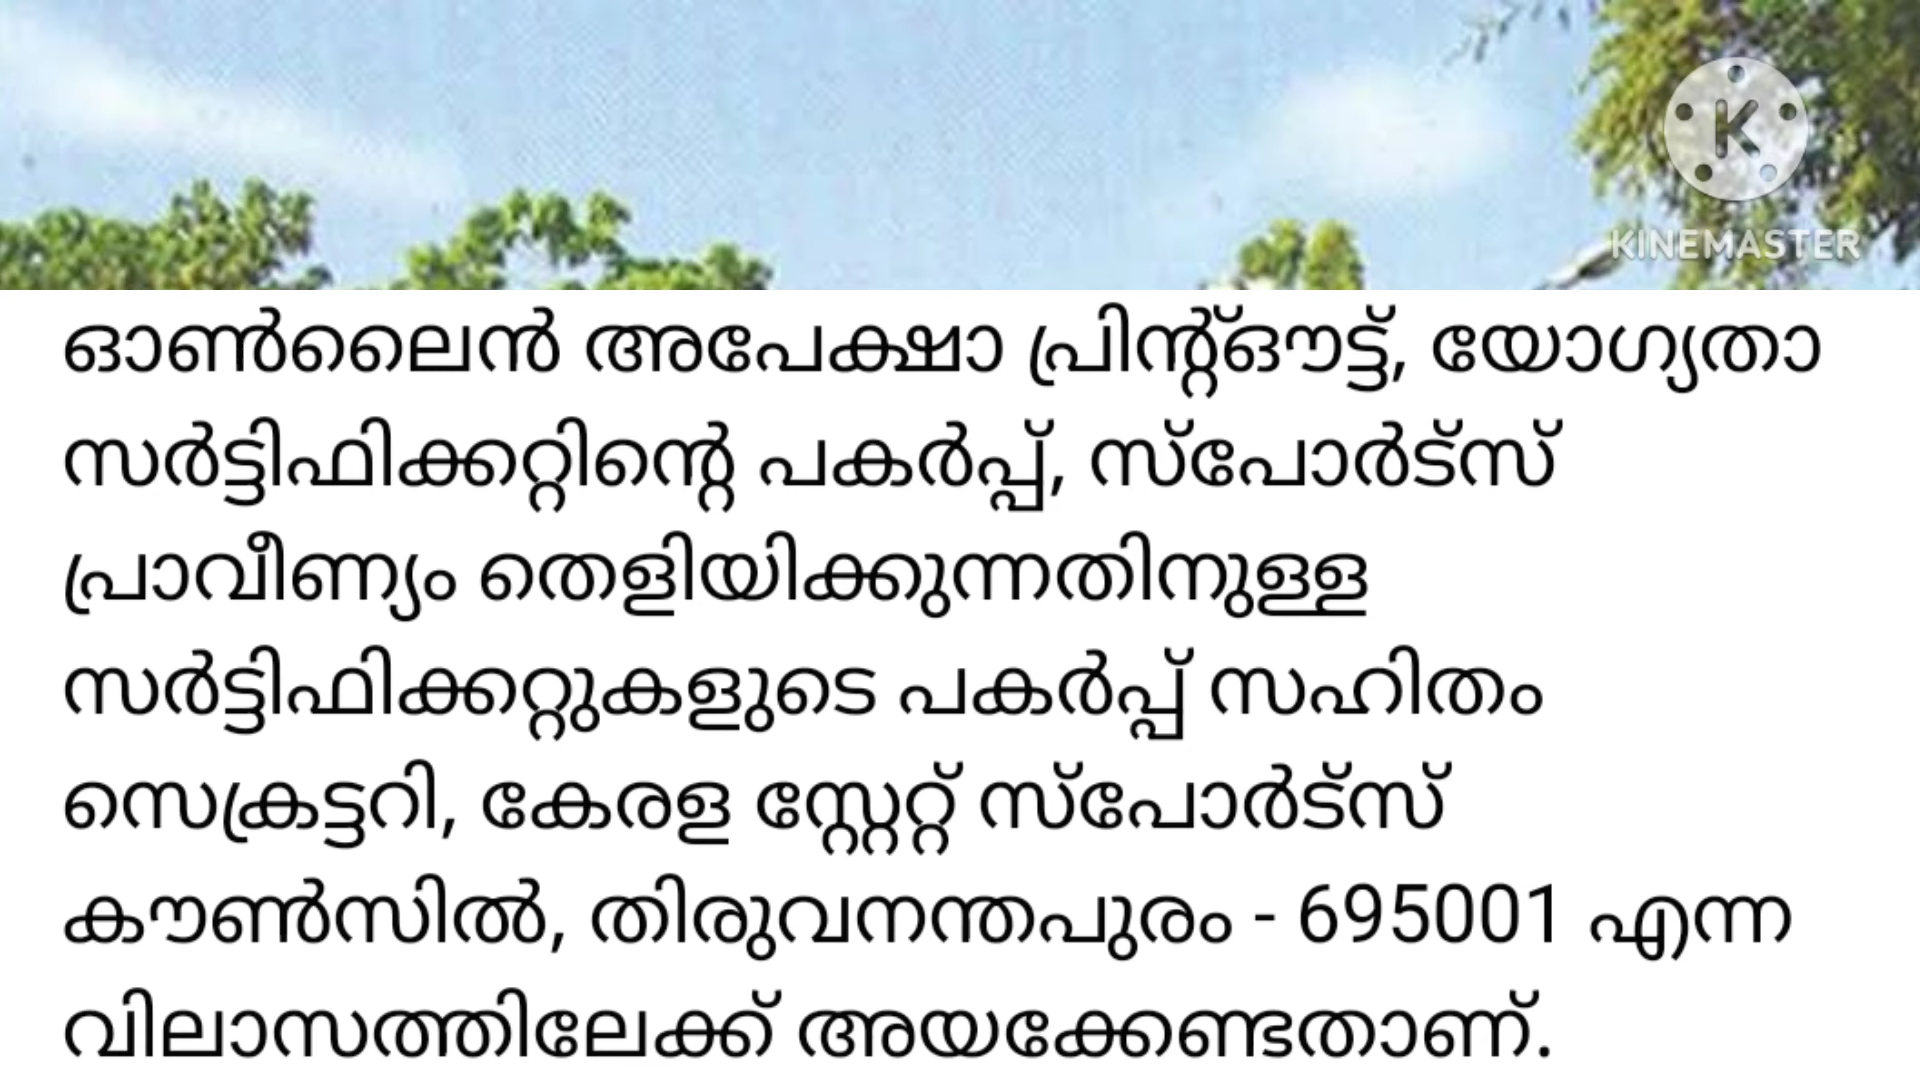 K
KINEMASTER
ഓൺലൈൻ അപേക്ഷാ പ്രിന്റ്ഔട്ട്, യോഗ്യതാ
സർട്ടിഫിക്കറ്റിന്റെ പകർപ്പ്, സ്പോർട്സ്
പ്രാവീണ്യം തെളിയിക്കുന്നതിനുള്ള
സർട്ടിഫിക്കറ്റുകളുടെ പകർപ്പ് സഹിതം
സെക്രട്ടറി, കേരള സ്റ്റേറ്റ് സ്പോർട്സ്
കൗൺസിൽ, തിരുവനന്തപുരം - 695001 എന്ന
വിലാസത്തിലേക്ക് അയക്കേണ്ടതാണ്.